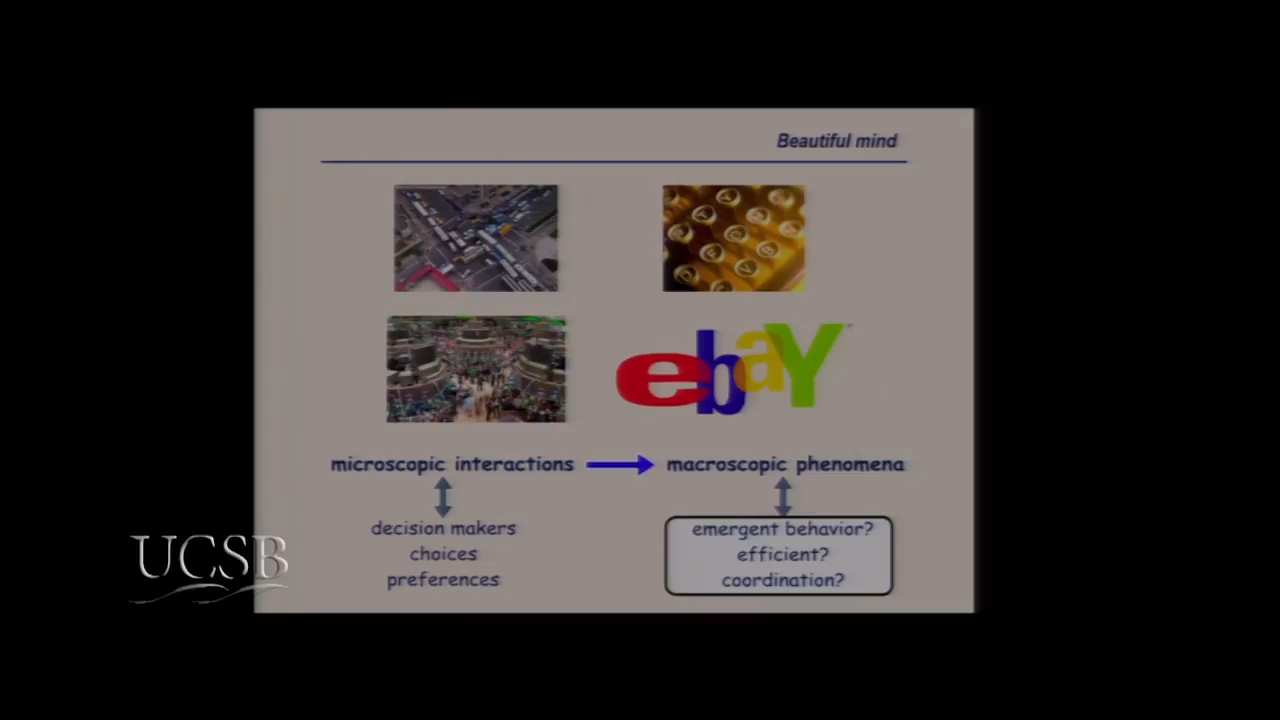 Beautiful mind
ebaY
microscopic interactions
macroscopic phenomena
decision makers
choices
preferences
emergent behavior?
efficient?
coordination?
UCSB